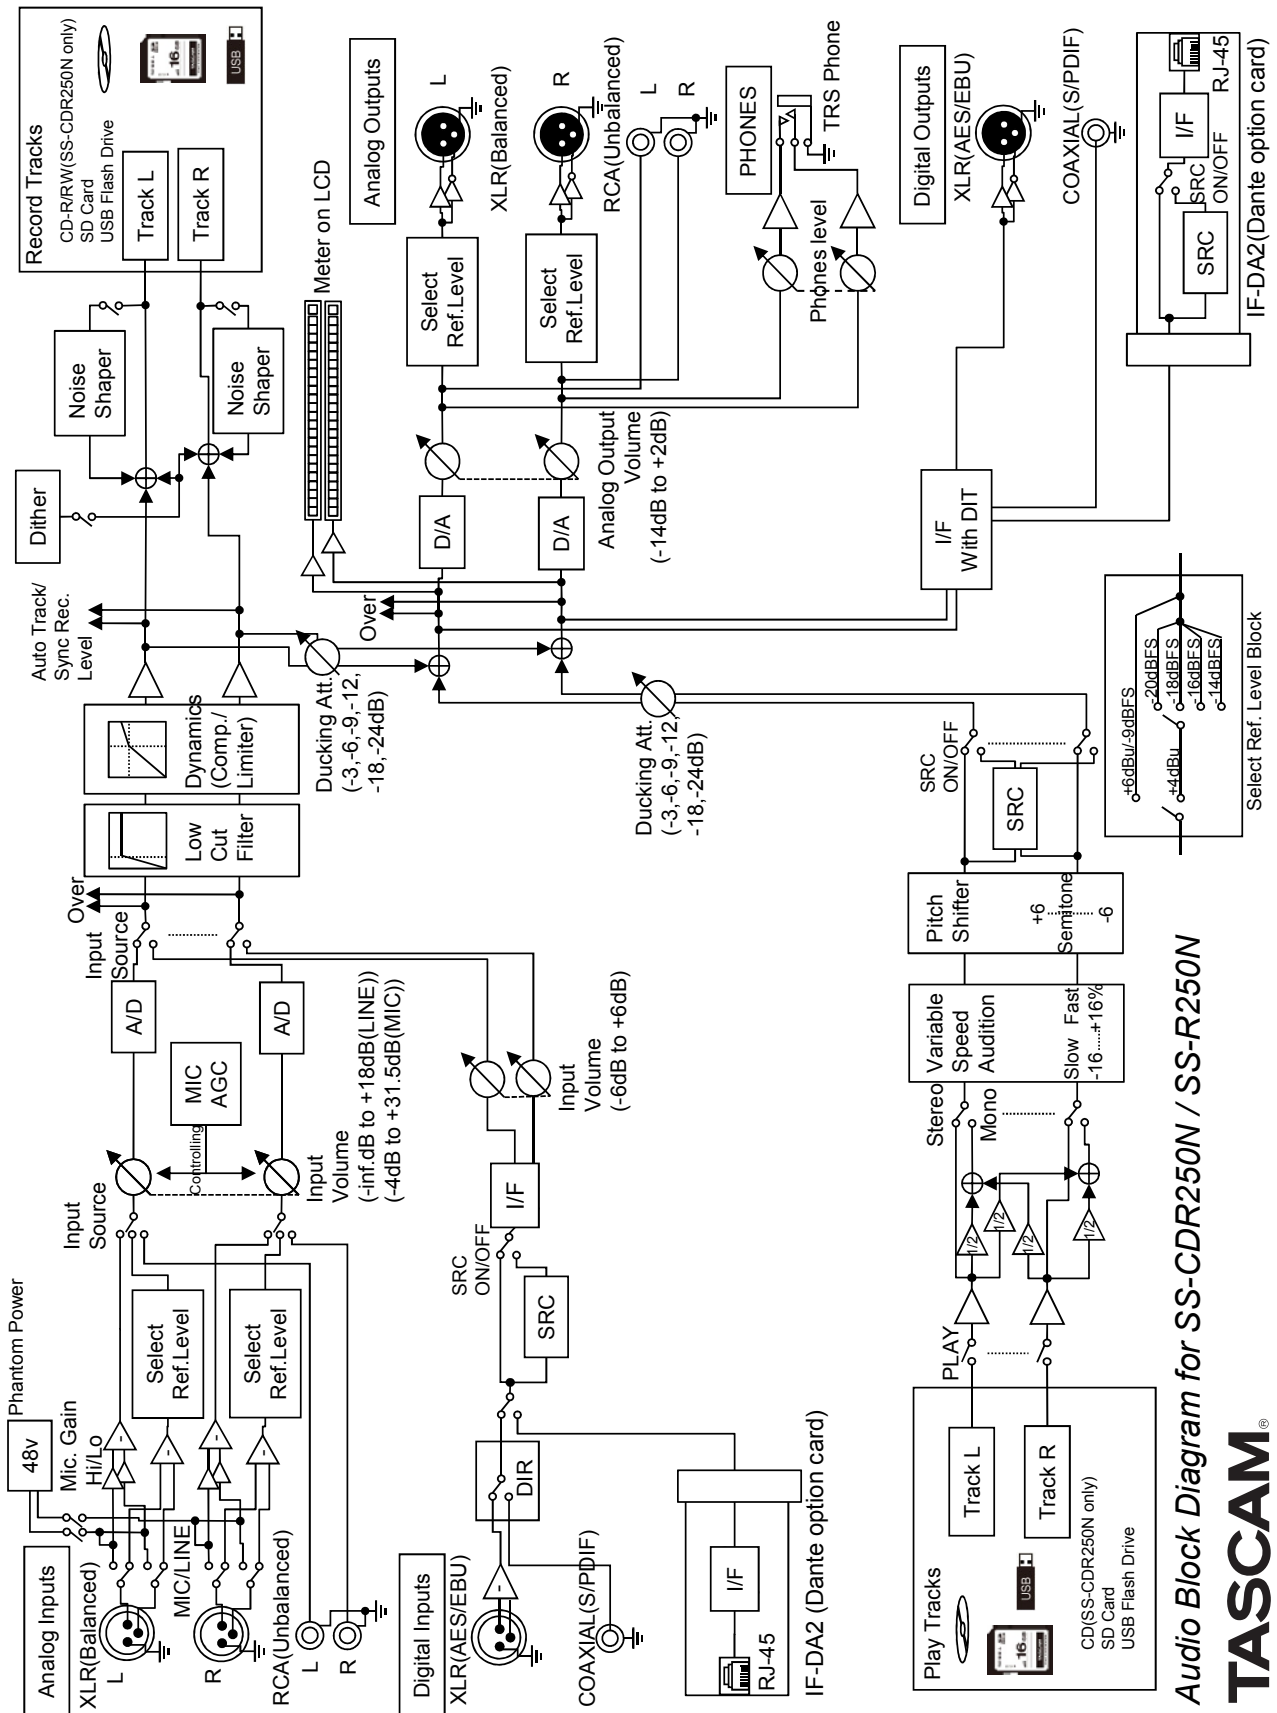 Phantom Power
48v
Mic. Gain
Hi/Lo
Analog Inputs
XLR(Balanced)
L
MIC/LINE
R
RCA(Unbalanced)
L
R
Select
Ref.Level
Select
Ref.Level
Input
Source
Controlling
MIC
AGC
Input
Volume
(-inf.dB to +18dB(LINE))
(-4dB to +31.5dB(MIC))
A/D
A/D
Input
Source
Over
Low
Cut
Filter
Dynamics
(Comp./
Limiter)
Auto Track/
Sync Rec.
Level
Dither
Noise
Shaper
Noise
Shaper
Record Tracks
CD-R/RW(SS-CDR250N only)
SD Card
USB Flash Drive
16
TASCAM
USB
Track L
Track R
Digital Inputs
XLR(AES/EBU)
COAXIAL(S/PDIF)
DIR
SRC
ON/OFF
SRC
I/F
Input
Volume
(-6dB to +6dB)
I/F
RJ-45
IF-DA2 (Dante option card)
Ducking Att.
(-3,-6,-9,-12,
-18,-24dB)
Ducking Att.
(-3,-6,-9,-12,
-18,-24dB)
Over
Meter on LCD
D/A
D/A
Analog Output
Volume
(-14dB to +2dB)
Select
Ref.Level
Select
Ref.Level
Analog Outputs
L
XLR(Balanced)
R
RCA(Unbalanced)
L
R
PHONES
TRS Phone
Phones level
Digital Outputs
XLR(AES/EBU)
COAXIAL(S/PDIF)
I/F
With DIT
SRC
SRC
ON/OFF
I/F
RJ-45
IF-DA2(Dante option card)
Play Tracks
16
USB
CD(SS-CDR250N only)
SD Card
USB Flash Drive
Track L
Track R
PLAY
1/2
1/2
1/2
1/2
Stereo
Mono
Variable
Speed
Audition
Slow Fast
-16.....+16%
Pitch
Shifter
+6
Semitone
-6
SRC
SRC
ON/OFF
+6dBu/-9dBFS
+4dBu
-20dBFS
-18dBFS
-16dBFS
-14dBFS
Select Ref. Level Block
Audio Block Diagram for SS-CDR250N / SS-R250N
TASCAM®